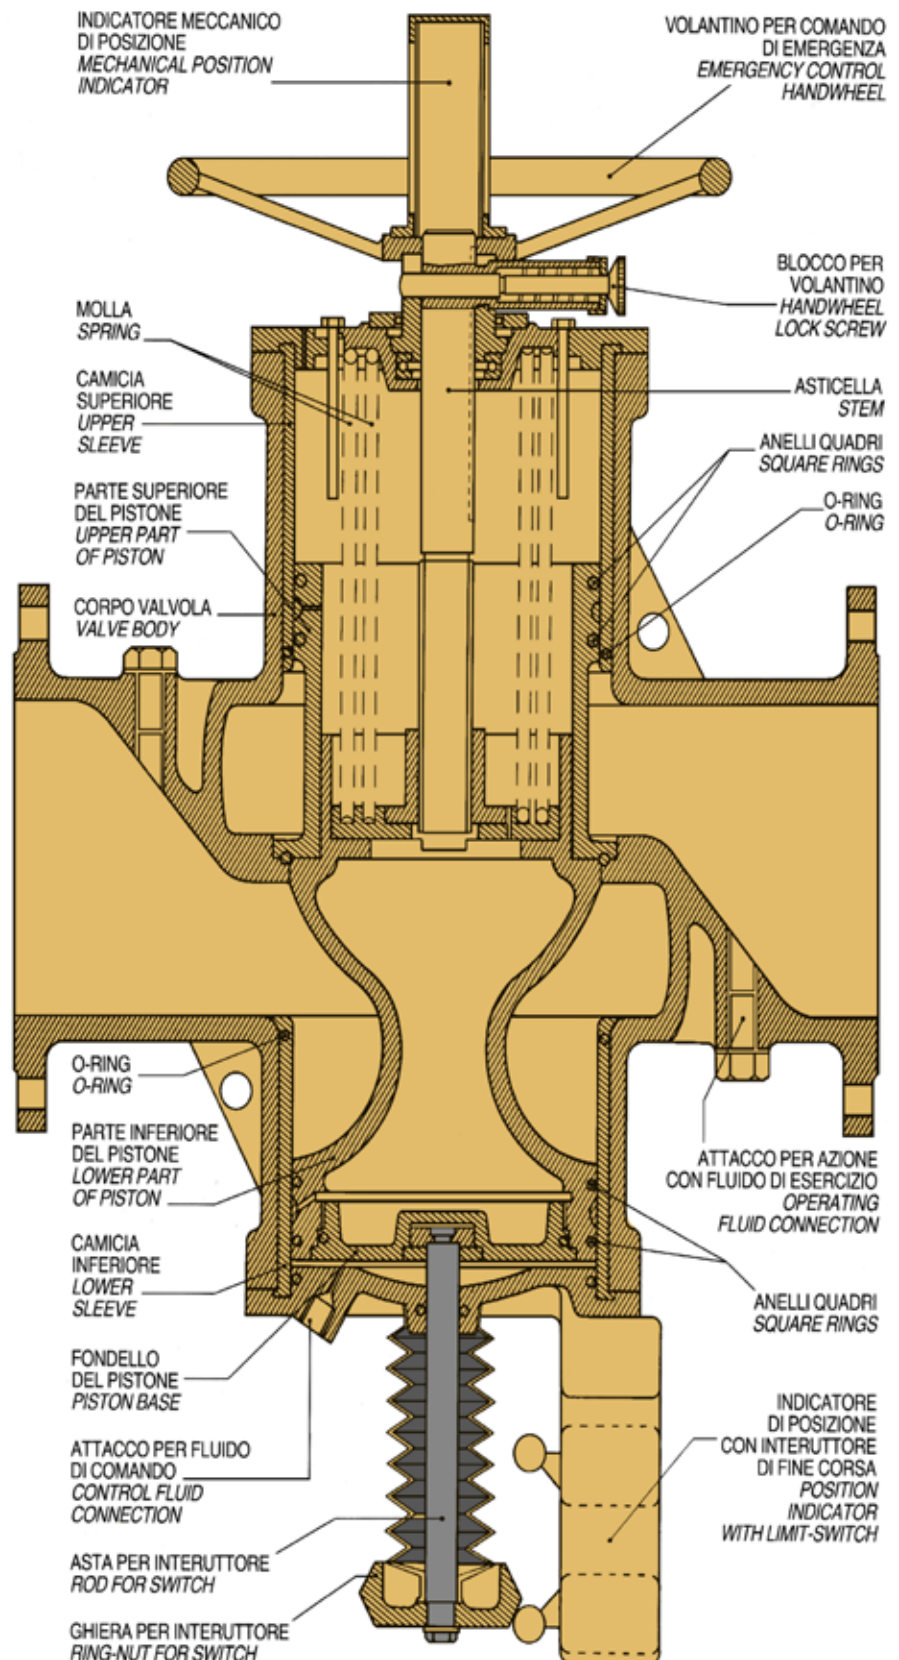 INDICATORE MECCANICO
DI POSIZIONE
MECHANICAL POSITION
INDICATOR
VOLANTINO PER COMANDO
DI EMERGENZA
EMERGENCY CONTROL
HANDWHEEL
BLOCCO PER
VOLANTINO
HANDWHEEL
LOCK SCREW
MOLLA
SPRING
CAMICIA
SUPERIORE
UPPER
SLEEVE
ASTICELLA
STEM
ANELLI QUADRI
SQUARE RINGS
PARTE SUPERIORE
DEL PISTONE
UPPER PART
OF PISTON
O-RING
O-RING
CORPO VALVOLA
VALVE BODY
O-RING
O-RING
PARTE INFERIORE
DEL PISTONE
LOWER PART
OF PISTON
ATTACCO PER AZIONE
CON FLUIDO DI ESERCIZIO
OPERATING
FLUID CONNECTION
CAMICIA
INFERIORE
LOWER
SLEEVE
ANELLI QUADRI
SQUARE RINGS
FONDELLO
DEL PISTONE
PISTON BASE
INDICATORE
DI POSIZIONE
CON INTERUTTORE
DI FINE CORSA
POSITION
INDICATOR
WITH LIMIT-SWITCH
ATTACCO PER FLUIDO
DI COMANDO
CONTROL FLUID
CONNECTION
ASTA PER INTERUTTORE
ROD FOR SWITCH
GHIERA PER INTERUTTORE
RING-NUT FOR SWITCH